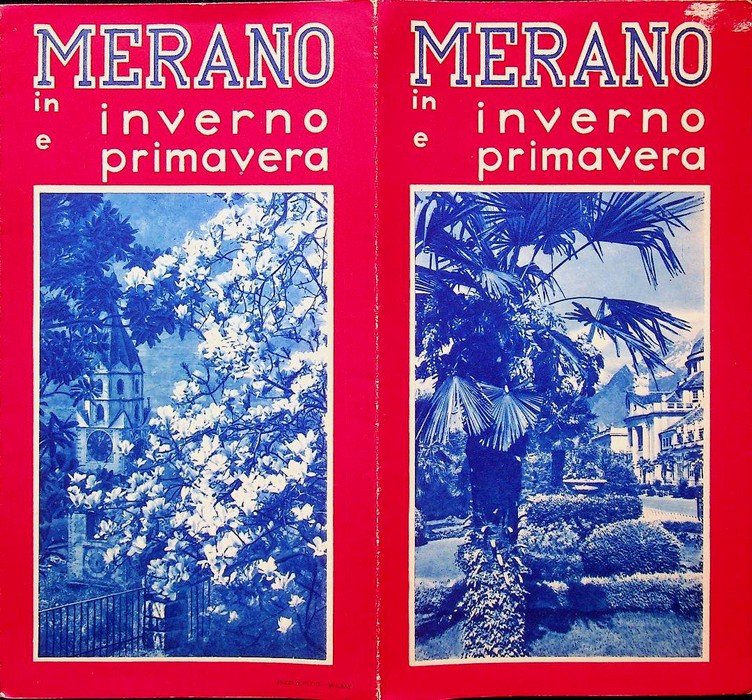 MERANO
in
inverno
e
primavera
MERANO
in
inverno
e
primavera